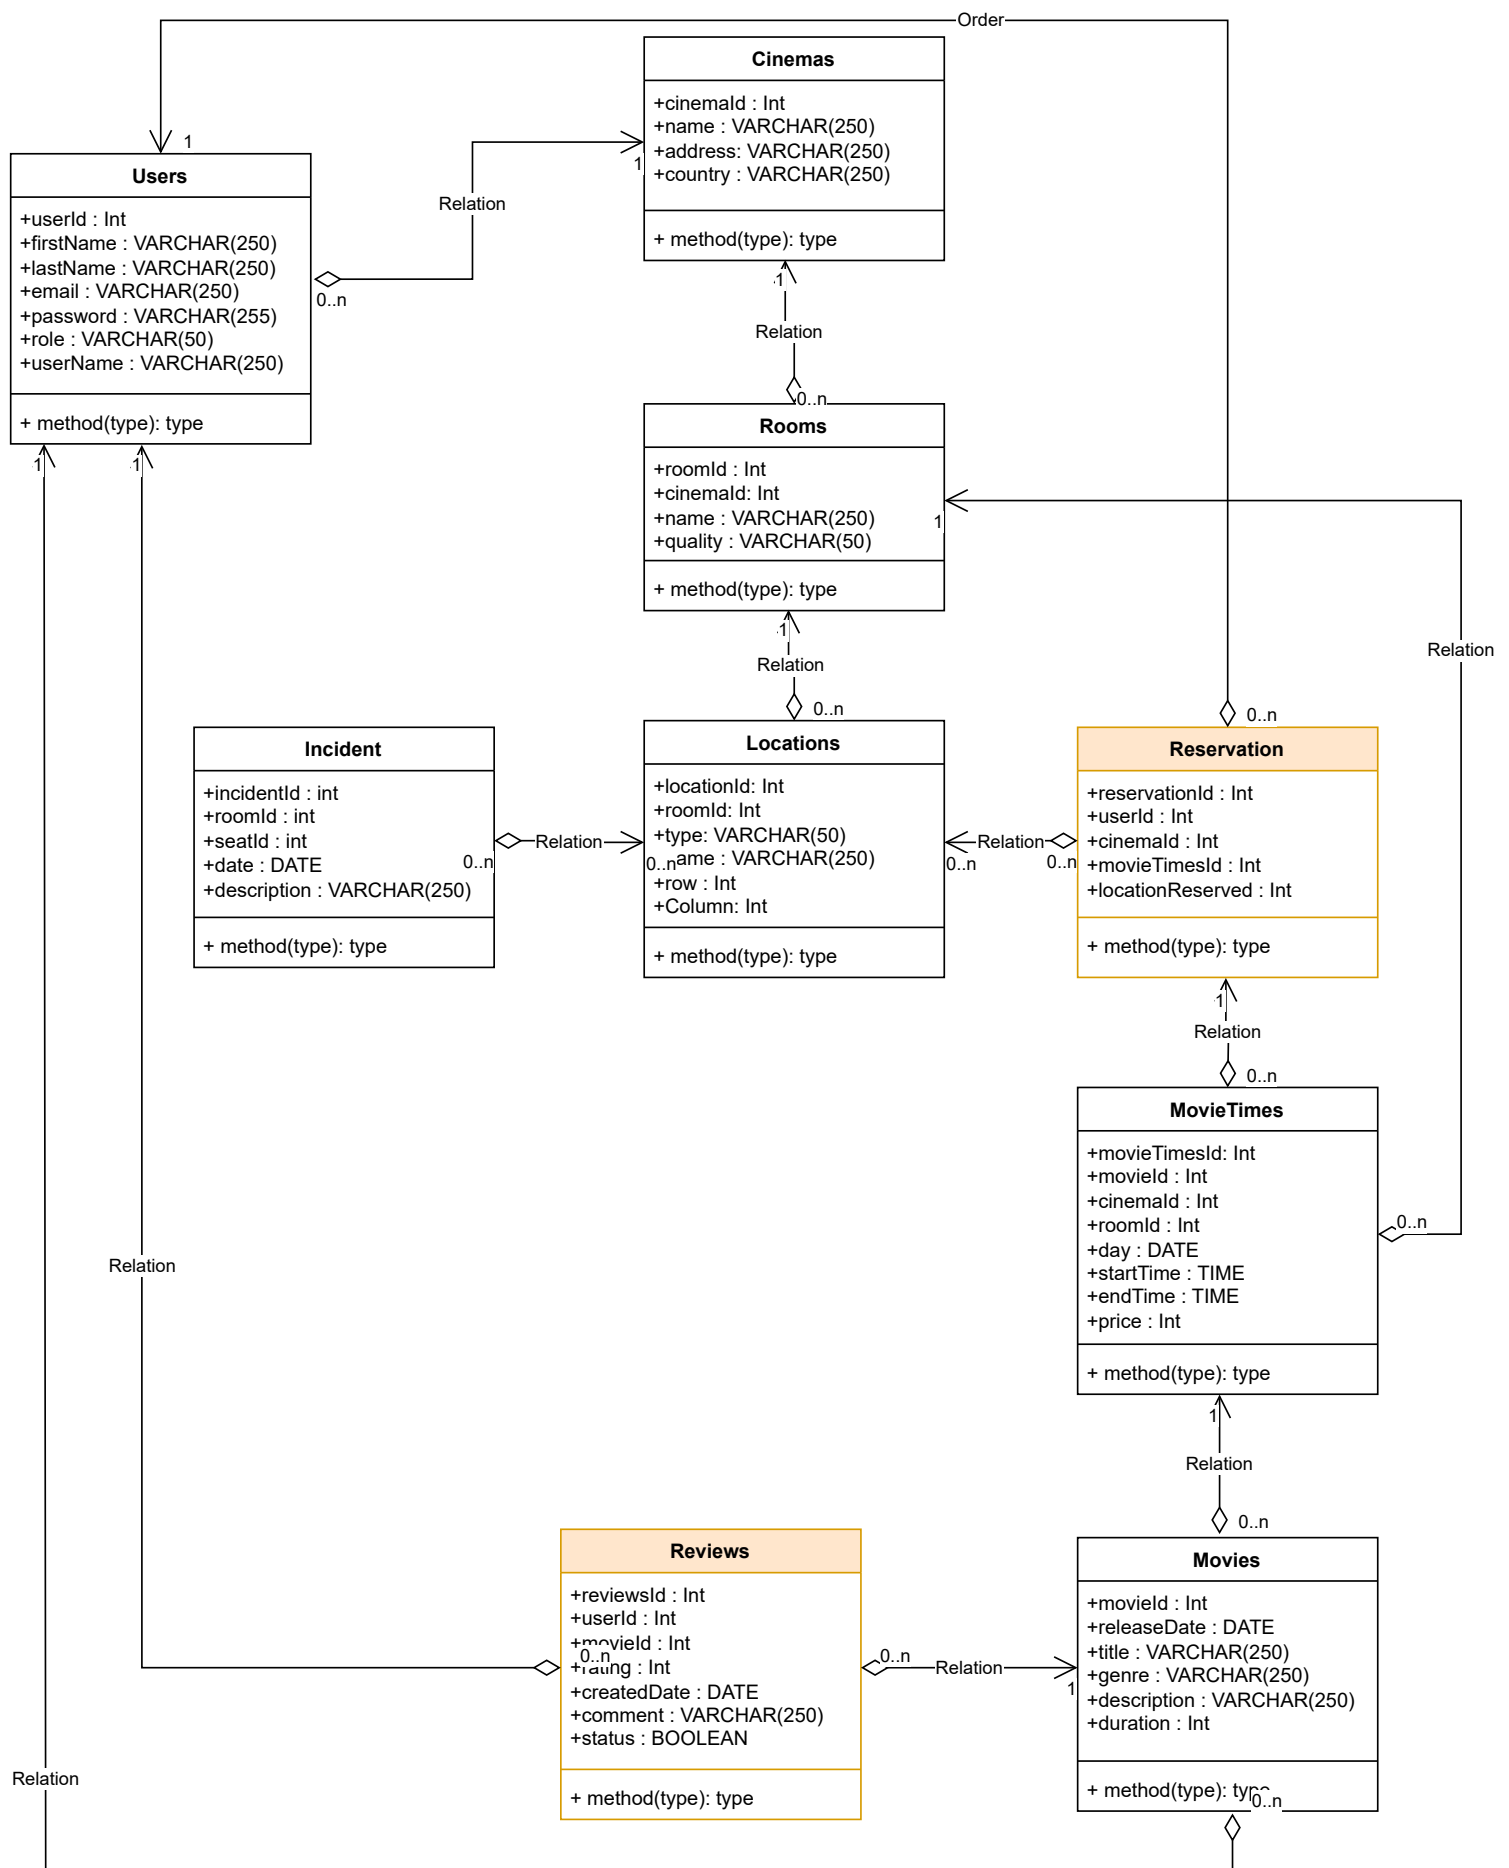 Order
Cinemas
+cinemaId : Int
+name : VARCHAR(250)
+address: VARCHAR(250)
+country : VARCHAR(250)
+ method(type): type
1
1
Relation
Users
+userId : Int
+firstName : VARCHAR(250)
+lastName : VARCHAR(250)
+email : VARCHAR(250)
+password : VARCHAR(255)
+role : VARCHAR(50)
+userName : VARCHAR(250)
+ method(type): type
0..n
1
1
1
Relation
0..n
Rooms
+roomId : Int
+cinemaId: Int
+name : VARCHAR(250)
+quality : VARCHAR(50)
+ method(type): type
1
Relation
1
Relation
0..n
0..n
Incident
+incidentId : int
+roomId : int
+seatId : int
+date : DATE
+description : VARCHAR(250)
+ method(type): type
0..n
Relation
0..n
Locations
+locationId: Int
+roomId: Int
+type: VARCHAR(50)
ame : VARCHAR(250)
+row : Int
+Column: Int
+ method(type): type
Relation
0..n
0..n
Reservation
+reservationId : Int
+userId : Int
+cinemaId : Int
+movieTimesId : Int
+locationReserved : Int
+ method(type): type
1
Relation
0..n
MovieTimes
+movieTimesId: Int
+movieId : Int
+cinemaId : Int
+roomId : Int
+day : DATE
+startTime : TIME
+endTime : TIME
+price : Int
+ method(type): type
0..n
Relation
1
Relation
0..n
Reviews
+reviewsId : Int
+userId : Int
+movieId : Int
0..n
+rating : Int
+createdDate : DATE
+comment : VARCHAR(250)
+status : BOOLEAN
+ method(type): type
0..n
Relation
1
Movies
+movieId : Int
+releaseDate : DATE
+title : VARCHAR(250)
+genre : VARCHAR(250)
+description : VARCHAR(250)
+duration : Int
+ method(type): type
0..n
Relation